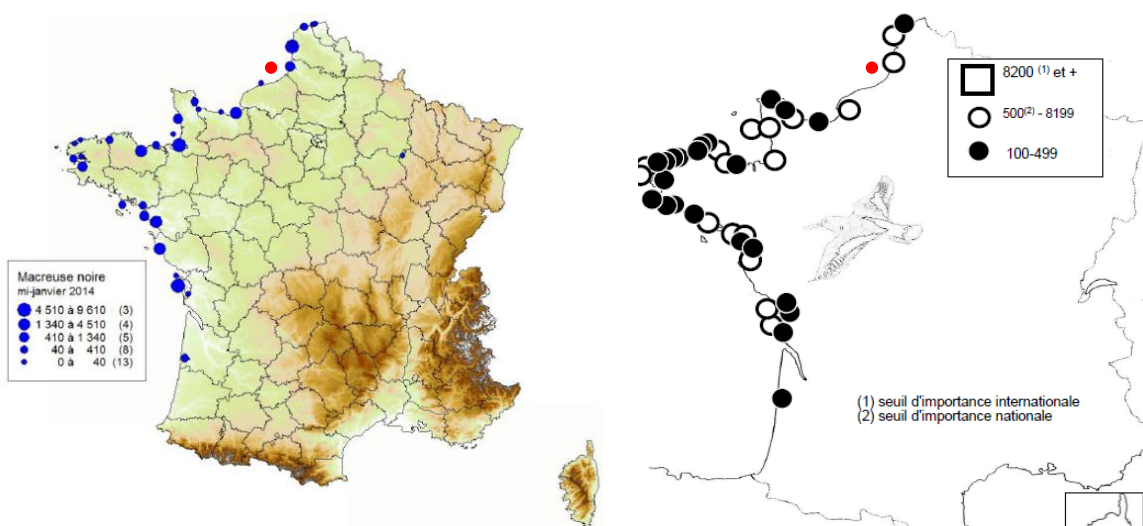 Macreuse noire
mi-janvier 2014
4 510 à 9 610 (3)
1 340 à 4 510 (4)
410 à 1 340 (5)
40 à 410 (8)
0 à 40 (13)
8200 (1) et +
500(2) - 8199
100-499
(1) seuil d'importance internationale
(2) seuil d'importance nationale